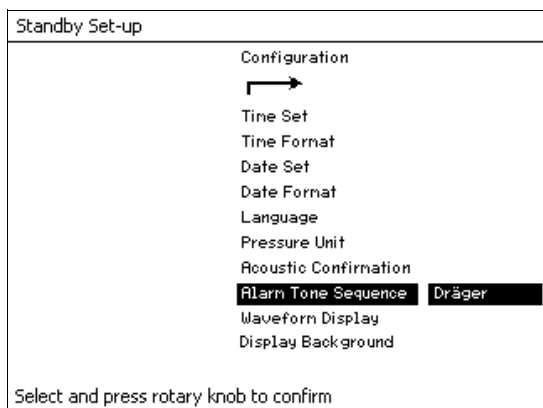 Standby Set-up
Configuration
Time Set
Time Format
Date Set
Date Format
Language
Pressure Unit
Acoustic Confirmation
Alarm Tone Sequence Dräger
Waveform Display
Display Background
Select and press rotary knob to confirm